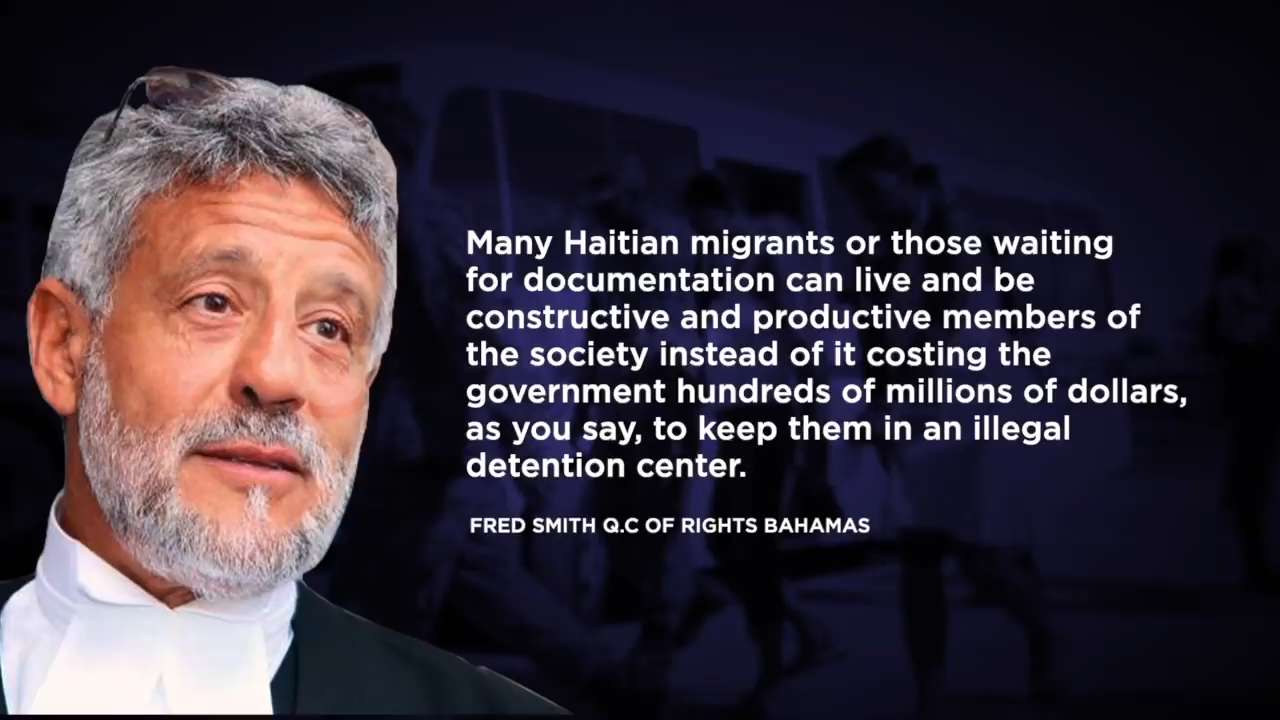 Many Haitian migrants or those waiting
for documentation can live and be
constructive and productive members of
the society instead of it costing the
government hundreds of millions of dollars,
as you say, to keep them in an illegal
detention center.
FRED SMITH Q.C OF RIGHTS BAHAMAS